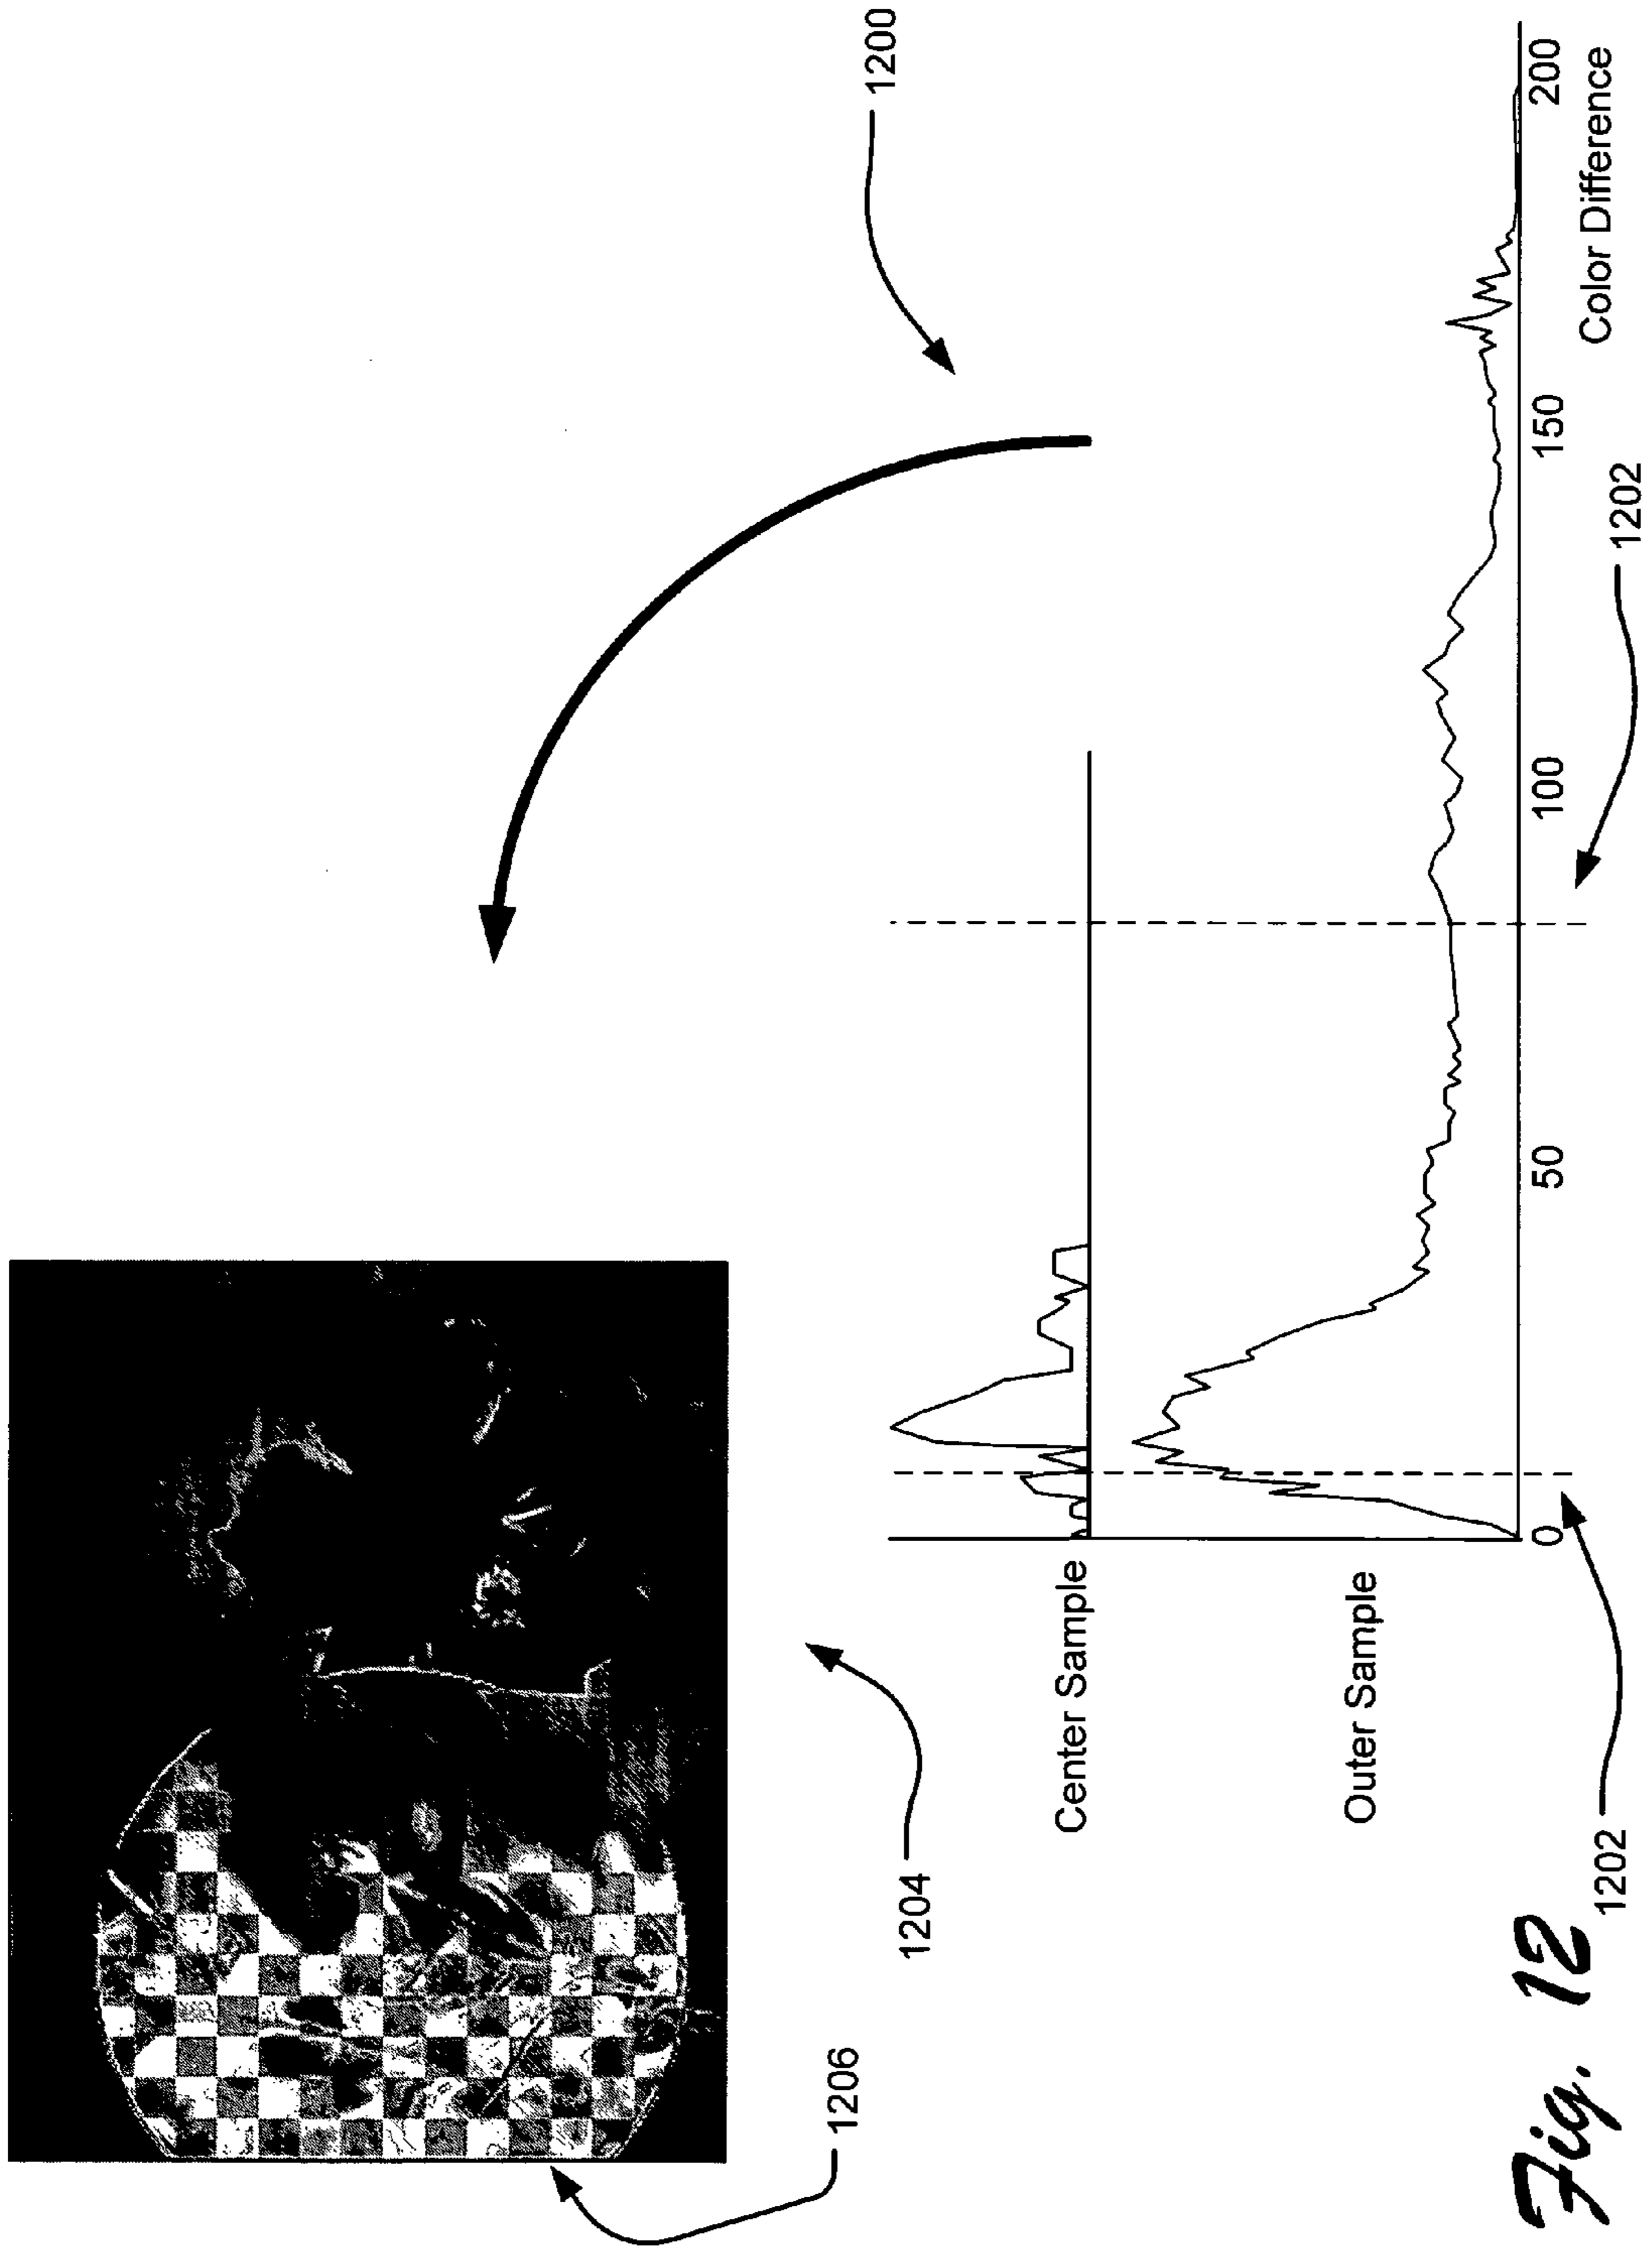 1206
1204
1200
Center Sample
Outer Sample
0
50
100
150
200
Color Difference
1202
1202
Fig. 12